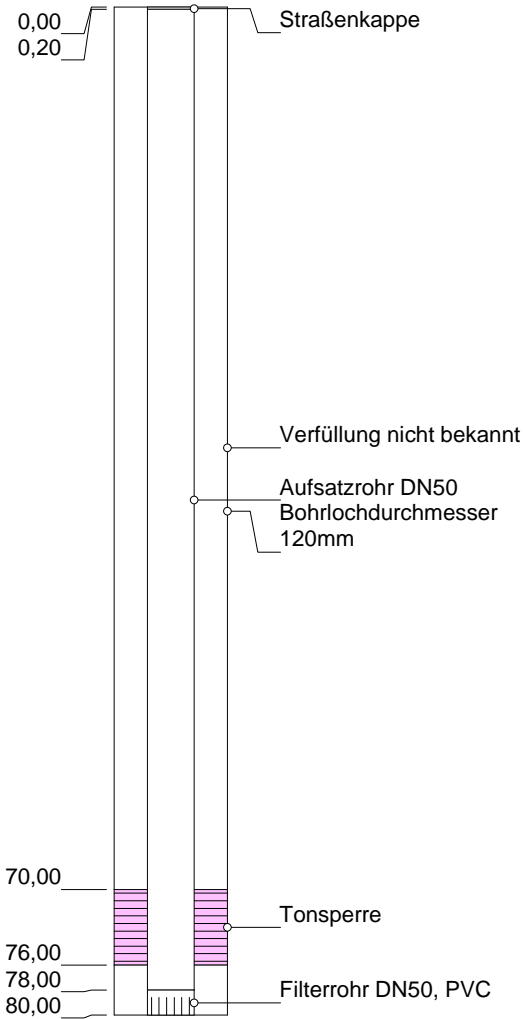 0,00
0,20
Straßenkappe
Verfüllung nicht bekannt
Aufsatzrohr DN50
Bohrlochdurchmesser
120mm
70,00
Tonsperre
76,00
78,00
Filterrohr DN50, PVC
80,00